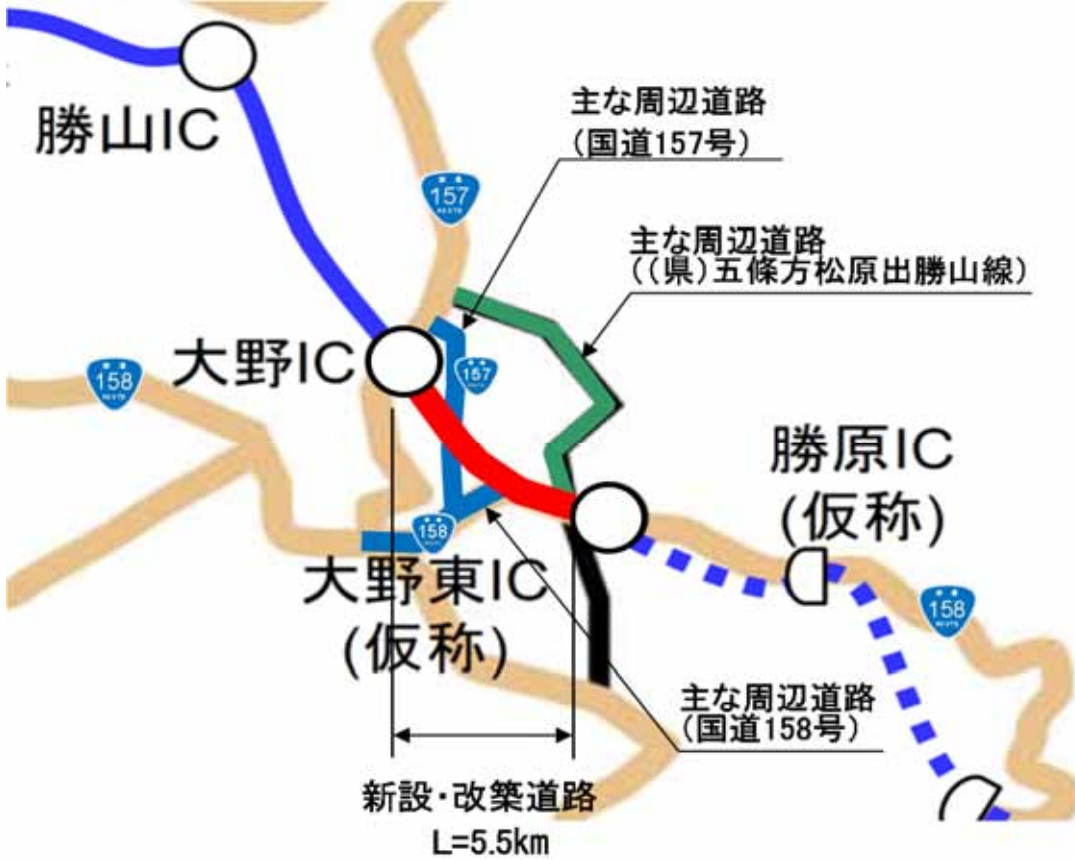 勝山IC
主な周辺道路
(国道157号)
157
ROUTE
主な周辺道路
((県)五條方松原出勝山線)
大野IC
157
158
ROUTE
勝原IC
(仮称)
158
大野東IC
(仮称)
158
ROUTE
主な周辺道路
(国道158号)
新設・改築道路
L=5.5km